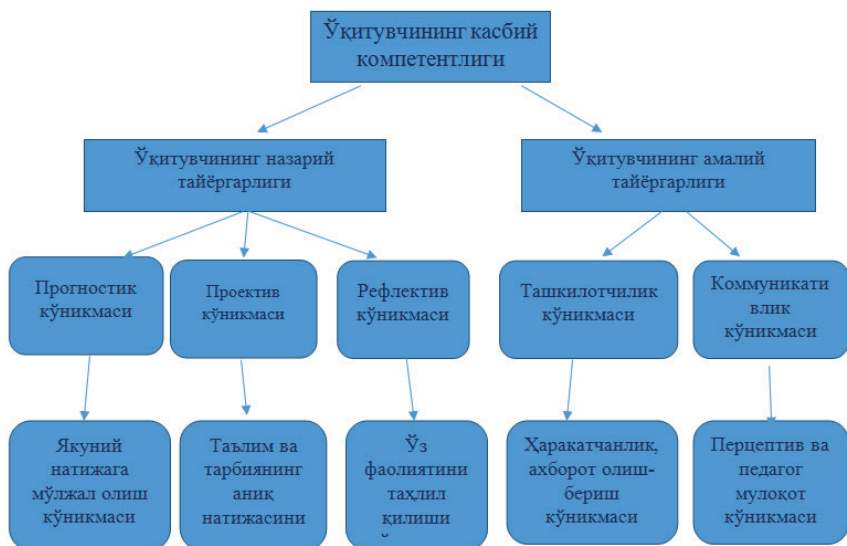 Ўқитувчининг касбий
компетентлиги
Ўқитувчининг назарий
тайёргарлиги
Ўқитувчининг амалий
тайёргарлиги
Прогностик
кўникмаси
Проектив
кўникмаси
Рефлектив
кўникмаси
Ташкилотчилик
кўникмаси
Коммуникати
влик
кўникмаси
Якуний
натижага
мўлжал олиш
кўникмаси
Таълим ва
тарбиянинг
аниқ
натижасини
Ўз
фаолиятини
таҳлил
қилиши
Ҳаракатчанлик,
ахборот олиш-
бериш
кўникмаси
Перцептив ва
педагог
мулоқот
кўникмаси